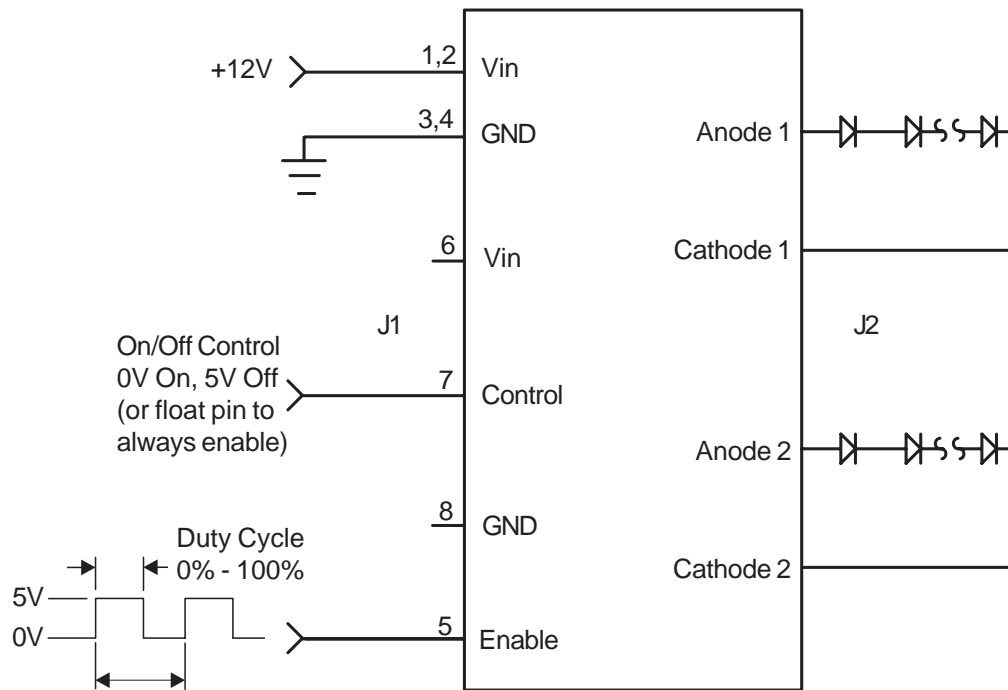 +12V
1,2
Vin
3,4
GND
Anode 1
Cathode 1
6
Vin
J1
J2
On/Off Control
0V On, 5V Off
(or float pin to
always enable)
7
Control
Anode 2
8
GND
Cathode 2
Duty Cycle
0% - 100%
5V
0V
5
Enable